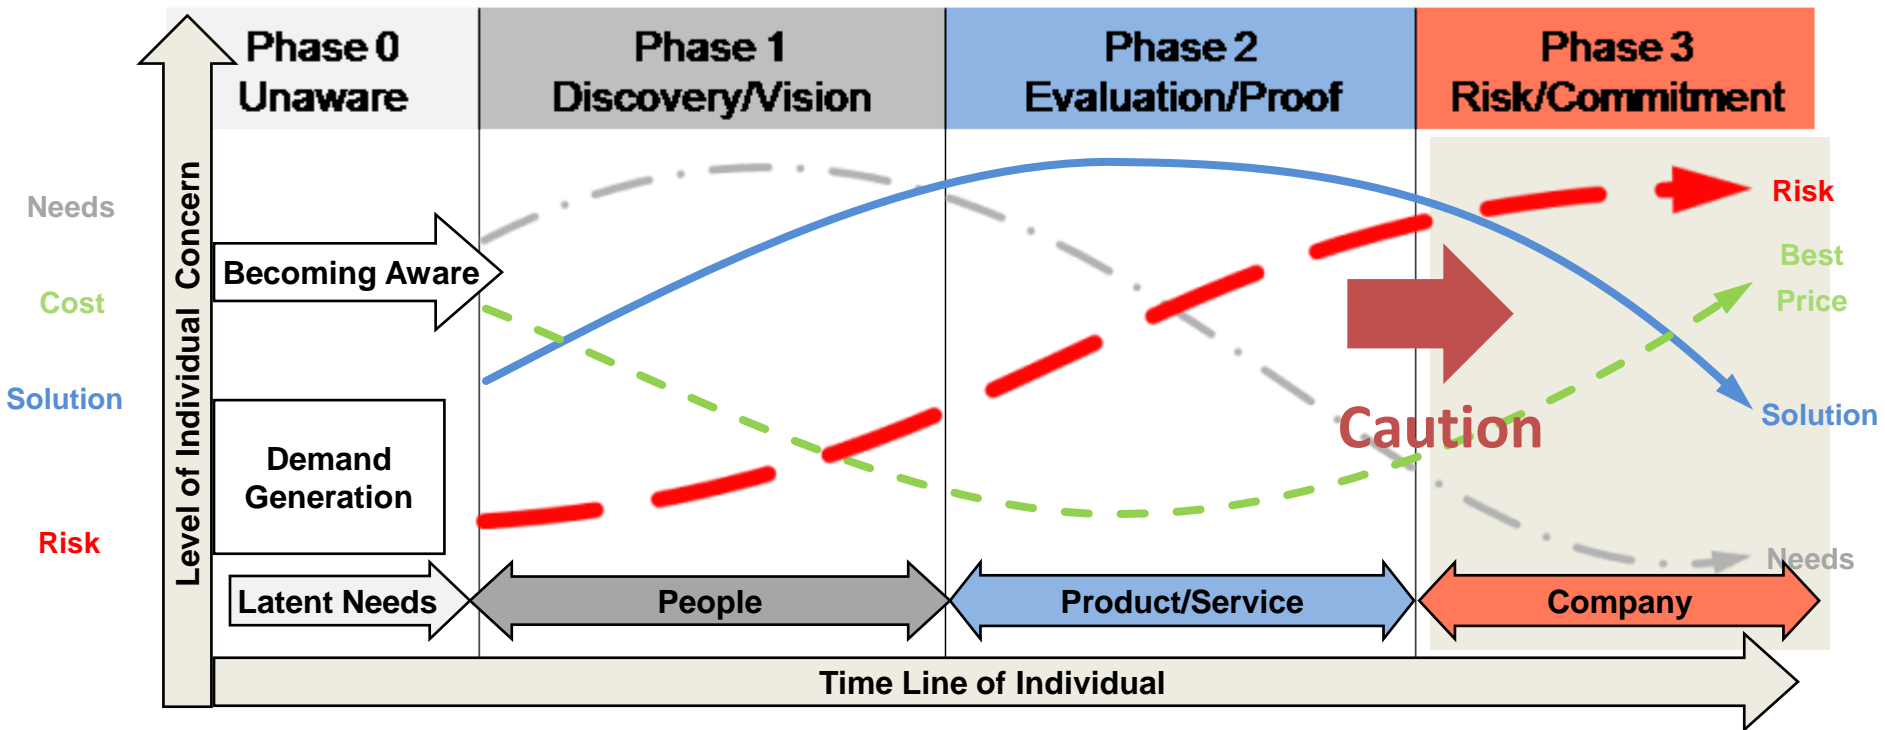 Phase 0
Unaware
Phase 1
Discovery/Vision
Phase 2
Evaluation/Proof
Phase 3
Risk/Commitment
Level of Individual Concern
Needs
Cost
Solution
Risk
Becoming Aware
Demand
Generation
Risk
Best
Price
Caution
Solution
Needs
Latent Needs
People
Product/Service
Company
Time Line of Individual